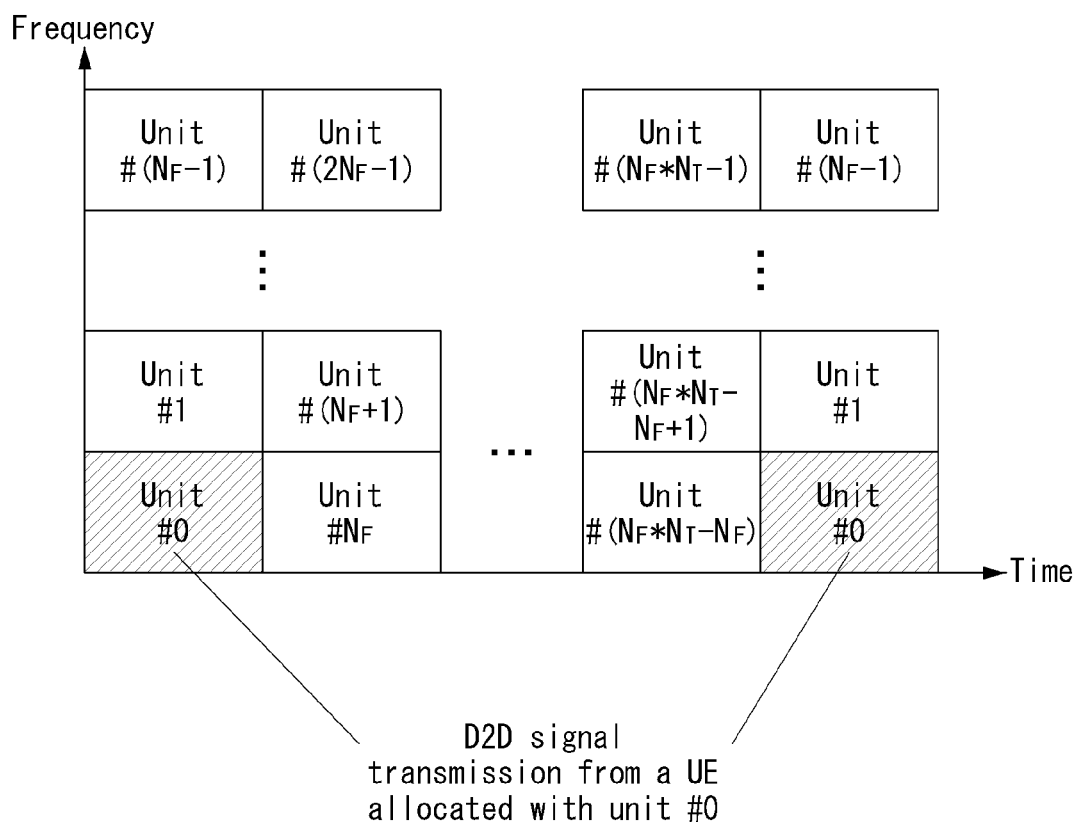 Frequency
Unit
#(NF-1)
Unit
#(2NF-1)
Unit
#(NF*NT-1)
Unit
#(NF-1)
Unit
#1
Unit
#(NF+1)
Unit
#(NF*NT-
NF+1)
Unit
#1
Unit
#0
Unit
#NF
Unit
#(NF*NT-NF)
Unit
#0
Time
D2D signal
transmission from a UE
allocated with unit #0